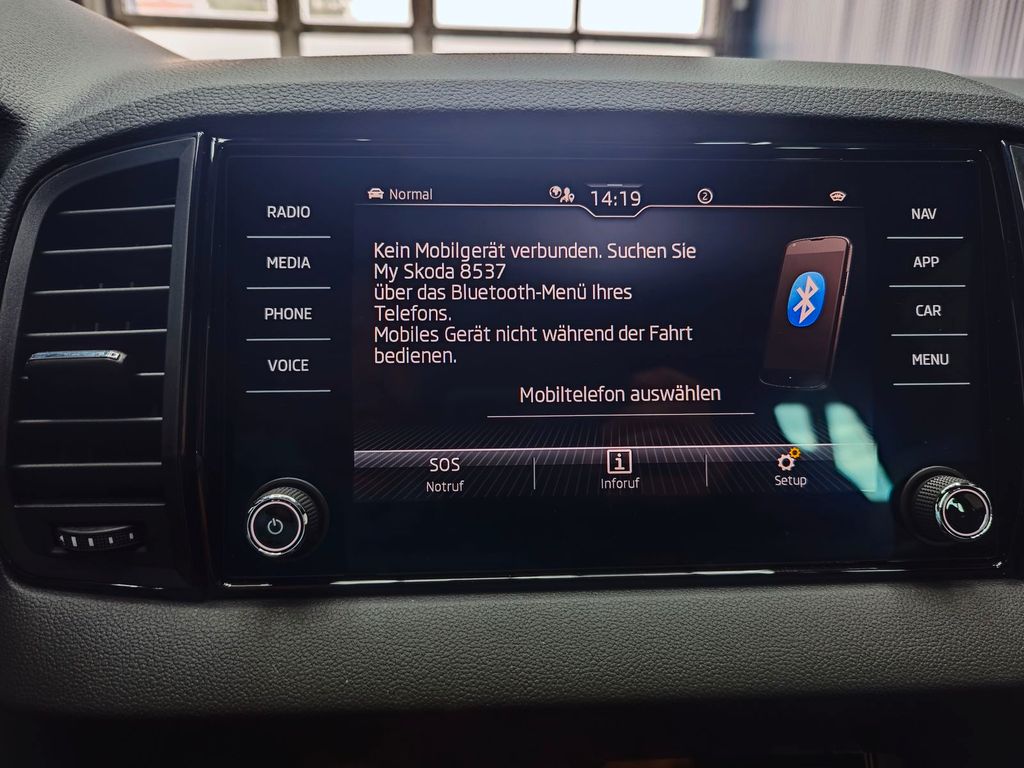 Normal
14:19
2
RADIO
MEDIA
PHONE
VOICE
Kein Mobilgerät verbunden. Suchen Sie
My Skoda 8537
über das Bluetooth-Menü Ihres
Telefons.
Mobiles Gerät nicht während der Fahrt
bedienen.
Mobiltelefon auswählen
SOS
Notruf
i
Inforuf
Setup
NAV
APP
CAR
MENU